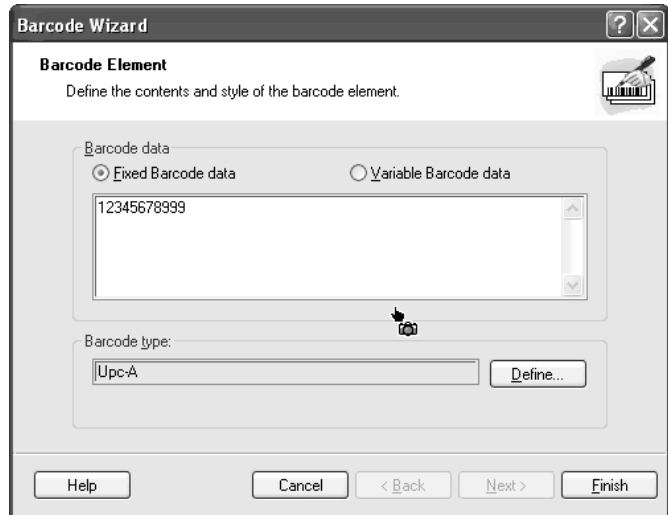 Barcode Wizard
Barcode Element
Define the contents and style of the barcode element.
Barcode data
Fixed Barcode data Variable Barcode data
12345678999
Barcode type:
Upc-A Define...
Help Cancel < Back Next > Finish